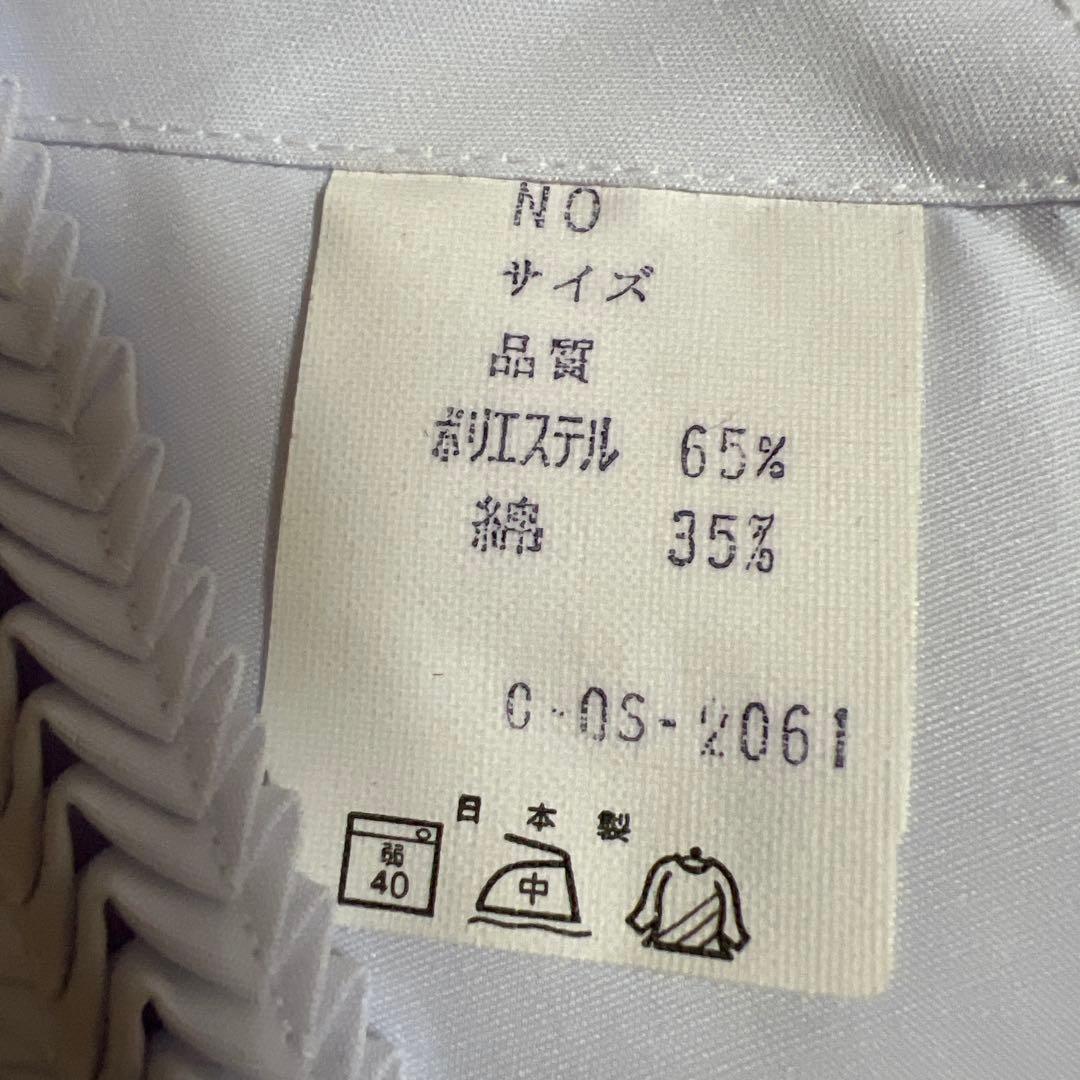 NO
サイズ
品質
ポリエステル 65%
綿 35%
C-OS-2061
日本製
弱 40 中